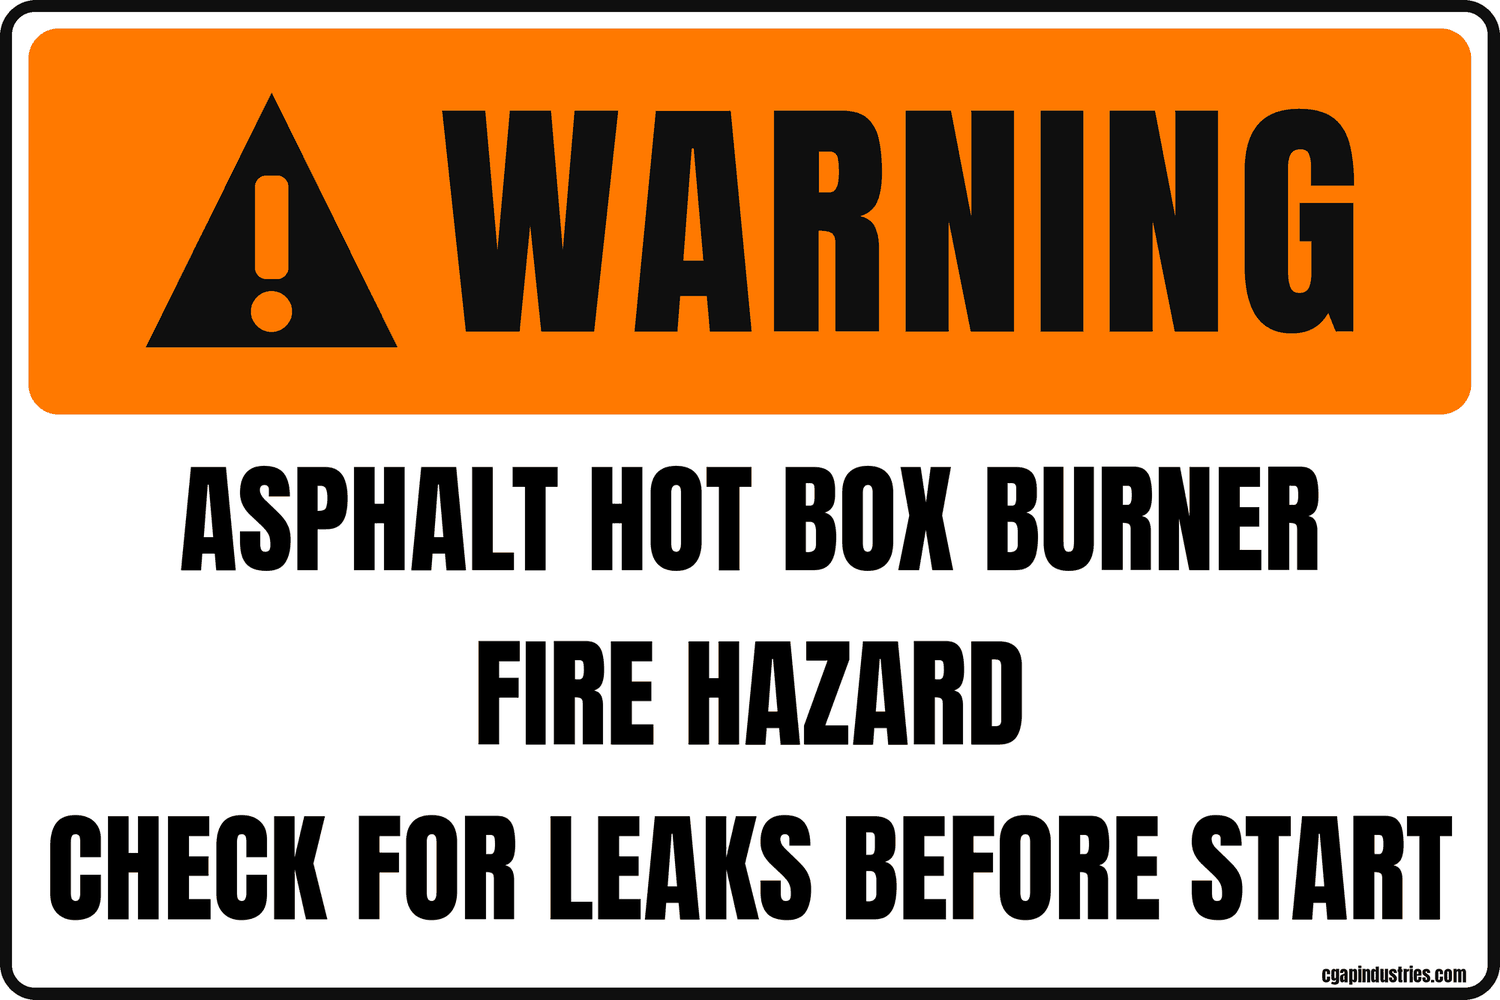 WARNING
ASPHALT HOT BOX BURNER
FIRE HAZARD
CHECK FOR LEAKS BEFORE START
cgapindustries.com